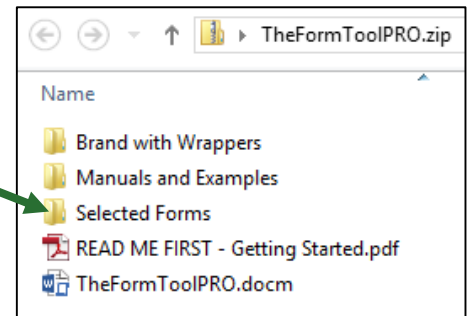 TheFormToolPRO.zip
Name
Brand with Wrappers
Manuals and Examples
Selected Forms
READ ME FIRST - Getting Started.pdf
TheFormToolPRO.docm